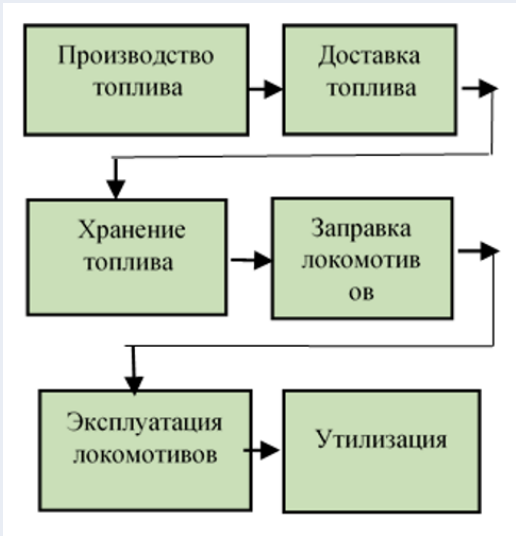 Производство
топлива
Доставка
топлива
Хранение
топлива
Заправка
локомотив
ов
Эксплуатация
локомотивов
Утилизация